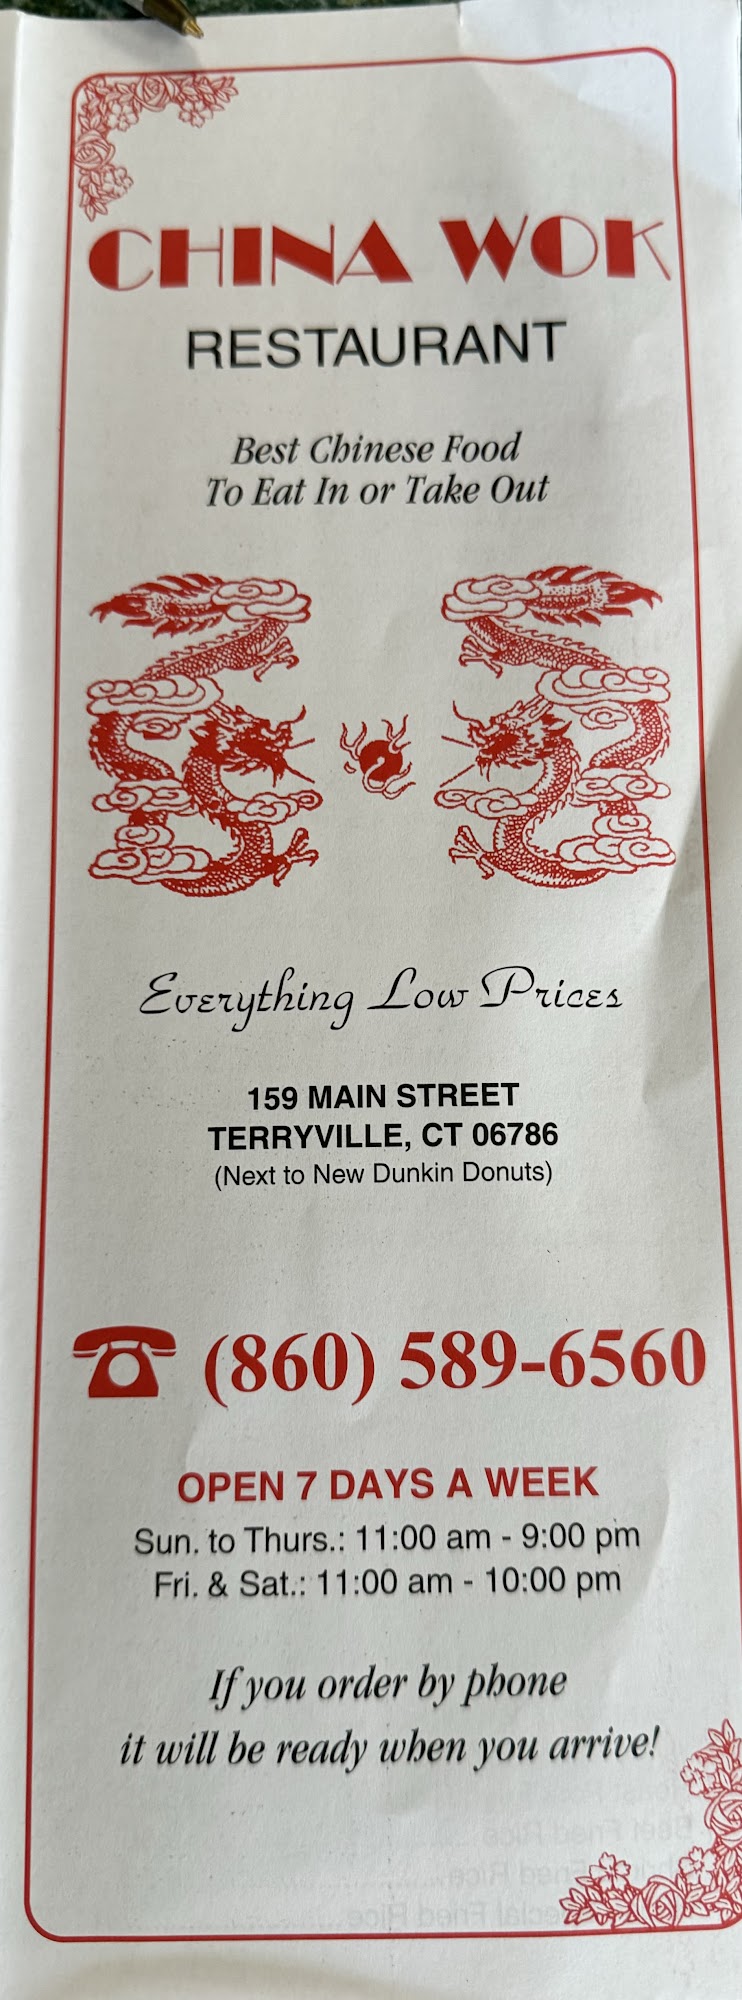 CHINA WOK
RESTAURANT
Best Chinese Food
To Eat In or Take Out
Everything Low Prices
159 MAIN STREET
TERRYVILLE, CT 06786
(Next to New Dunkin Donuts)
(860) 589-6560
OPEN 7 DAYS A WEEK
Sun. to Thurs.: 11:00 am - 9:00 pm
Fri. & Sat.: 11:00 am - 10:00 pm
If you order by phone
it will be ready when you arrive!